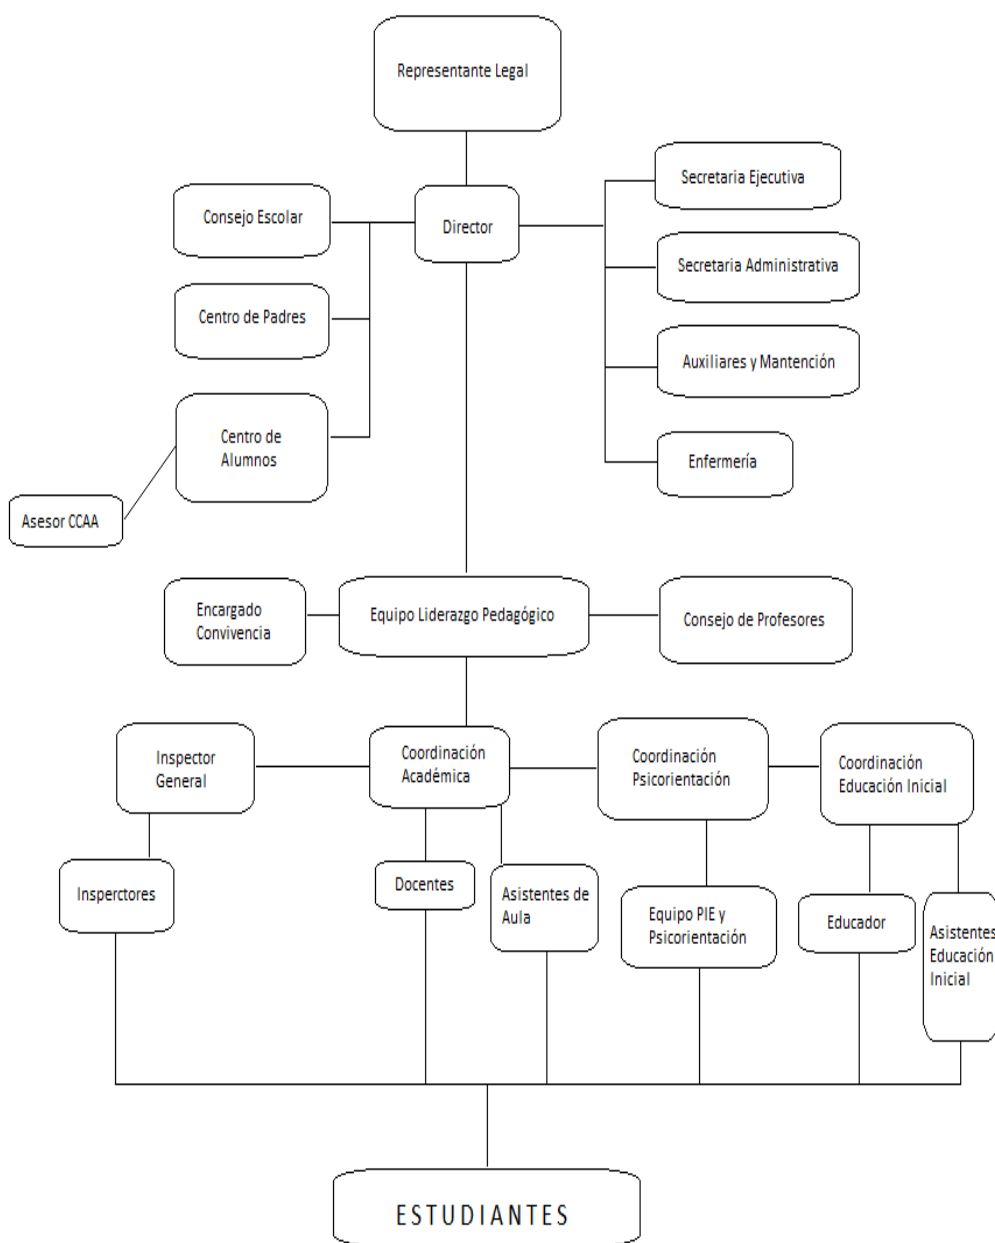 Representante Legal
Consejo Escolar
Director
Secretaria Ejecutiva
Secretaria Administrativa
Centro de Padres
Auxiliares y Mantención
Centro de
Alumnos
Enfermería
Asesor CCAA
Encargado
Convivencia
Equipo Liderazgo Pedagógico
Consejo de Profesores
Inspector
General
Coordinación
Académica
Coordinación
Psicorientación
Coordinación
Educación Inicial
Insperctores
Docentes
Asistentes de
Aula
Equipo PIE y
Psicorientación
Educador
Asistentes
Educación
Inicial
ESTUDIANTES